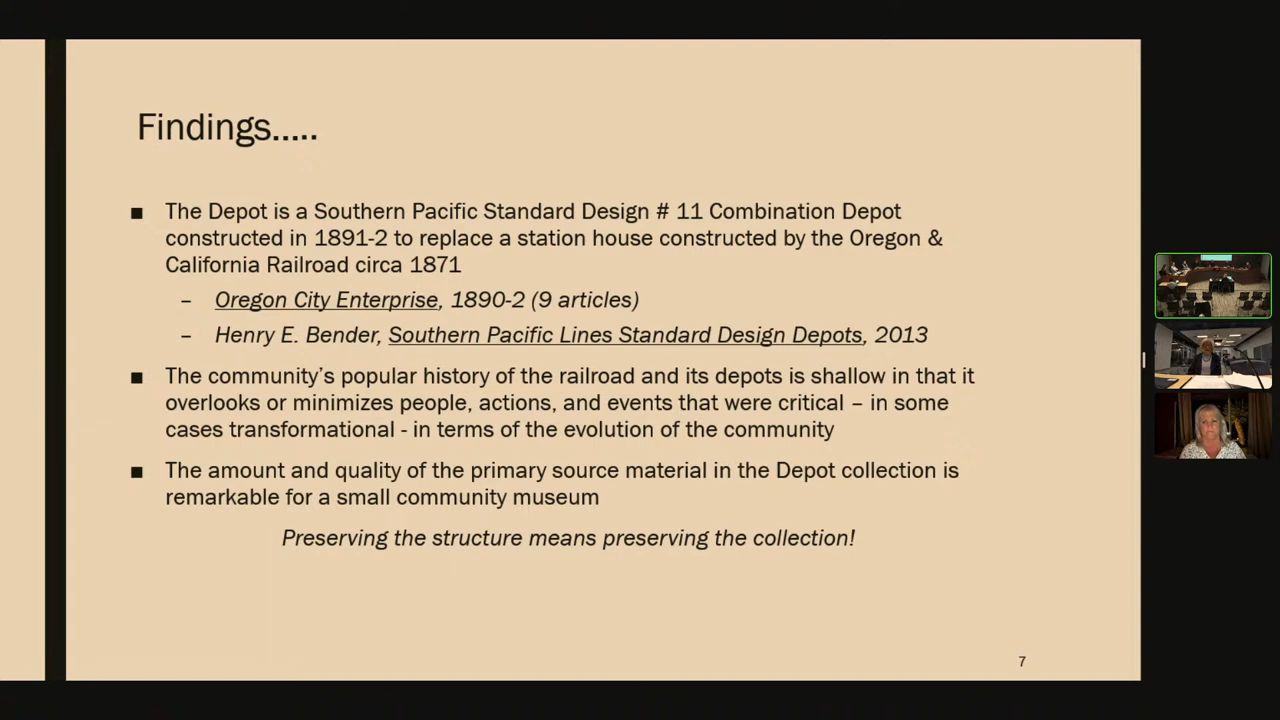 Findings.....
■ The Depot is a Southern Pacific Standard Design # 11 Combination Depot
constructed in 1891-2 to replace a station house constructed by the Oregon &
California Railroad circa 1871
– Oregon City Enterprise, 1890-2 (9 articles)
– Henry E. Bender, Southern Pacific Lines Standard Design Depots, 2013
■ The community’s popular history of the railroad and its depots is shallow in that it
overlooks or minimizes people, actions, and events that were critical – in some
cases transformational - in terms of the evolution of the community
■ The amount and quality of the primary source material in the Depot collection is
remarkable for a small community museum
Preserving the structure means preserving the collection!
7